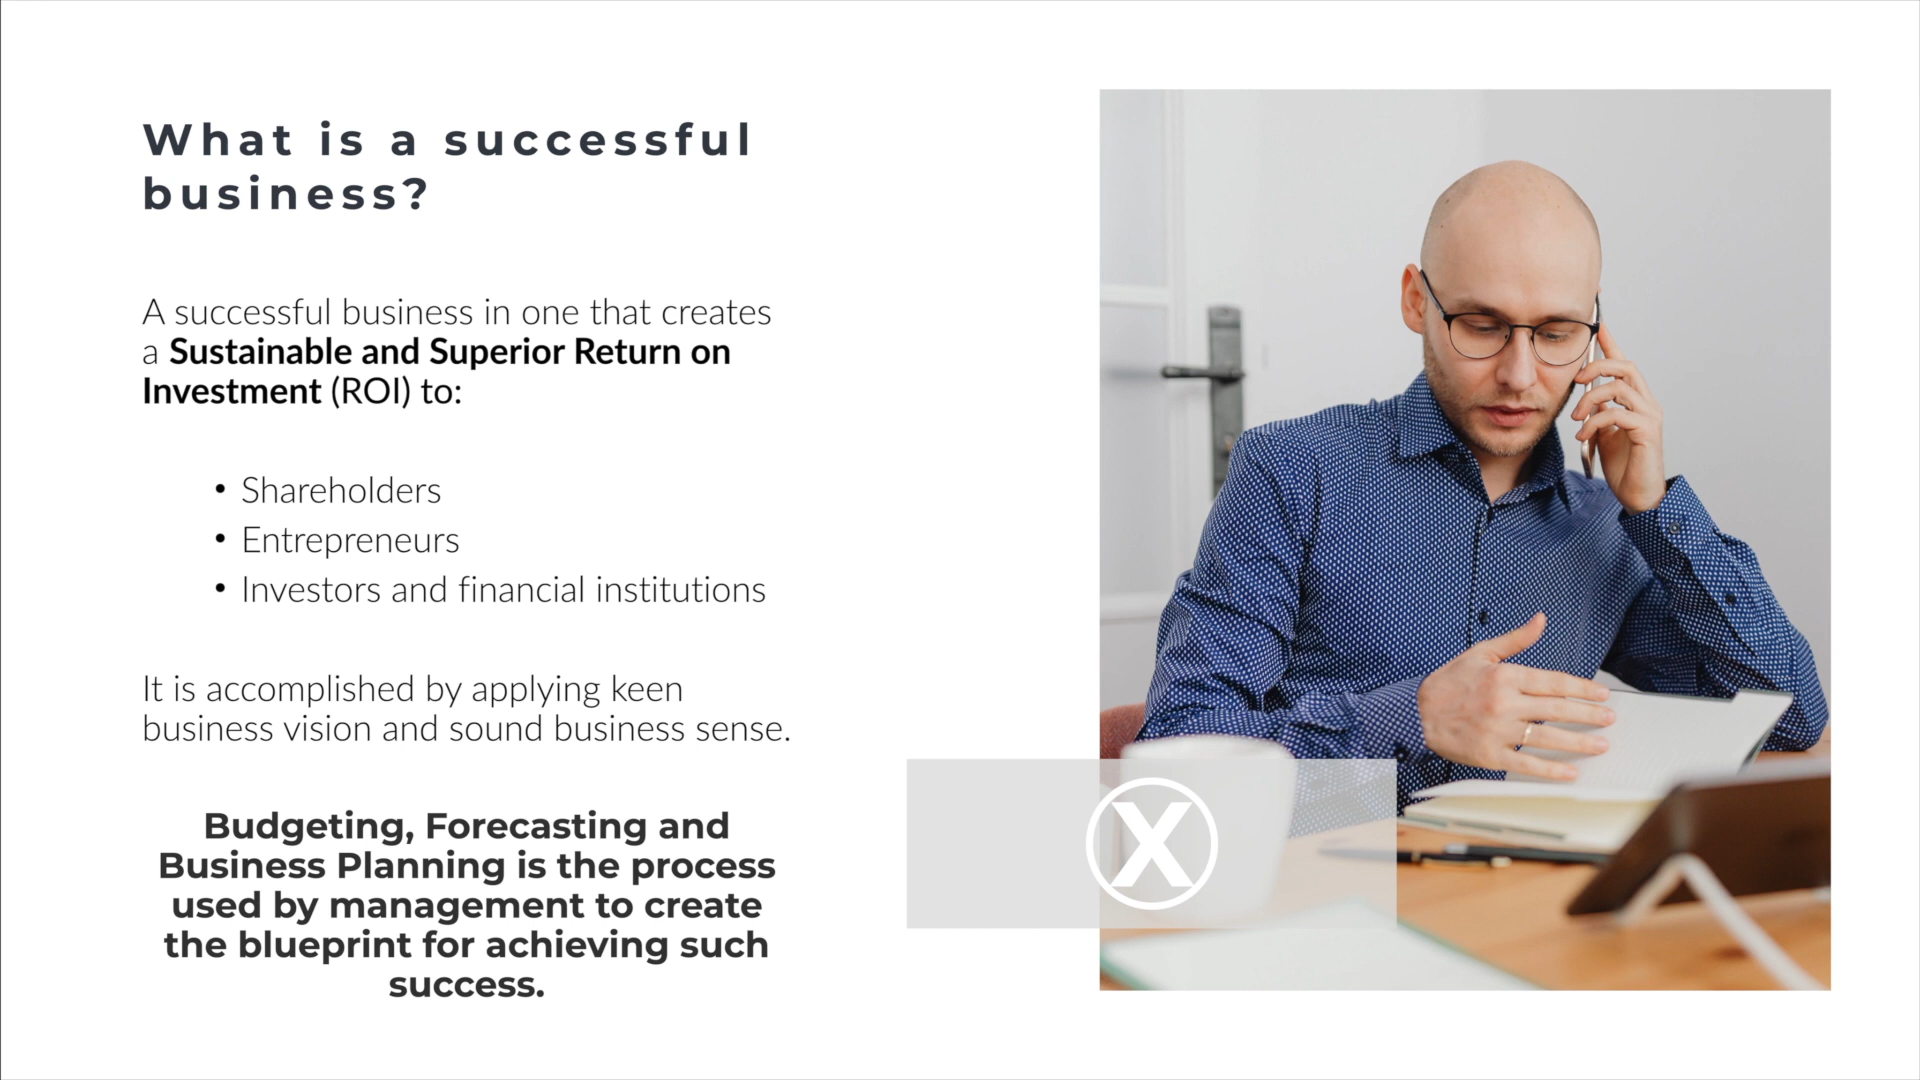 What is a successful
business?
A successful business in one that creates
a Sustainable and Superior Return on
Investment (ROI) to:
• Shareholders
• Entrepreneurs
• Investors and financial institutions
It is accomplished by applying keen
business vision and sound business sense.
Budgeting, Forecasting and
Business Planning is the process
used by management to create
the blueprint for achieving such
success.
X